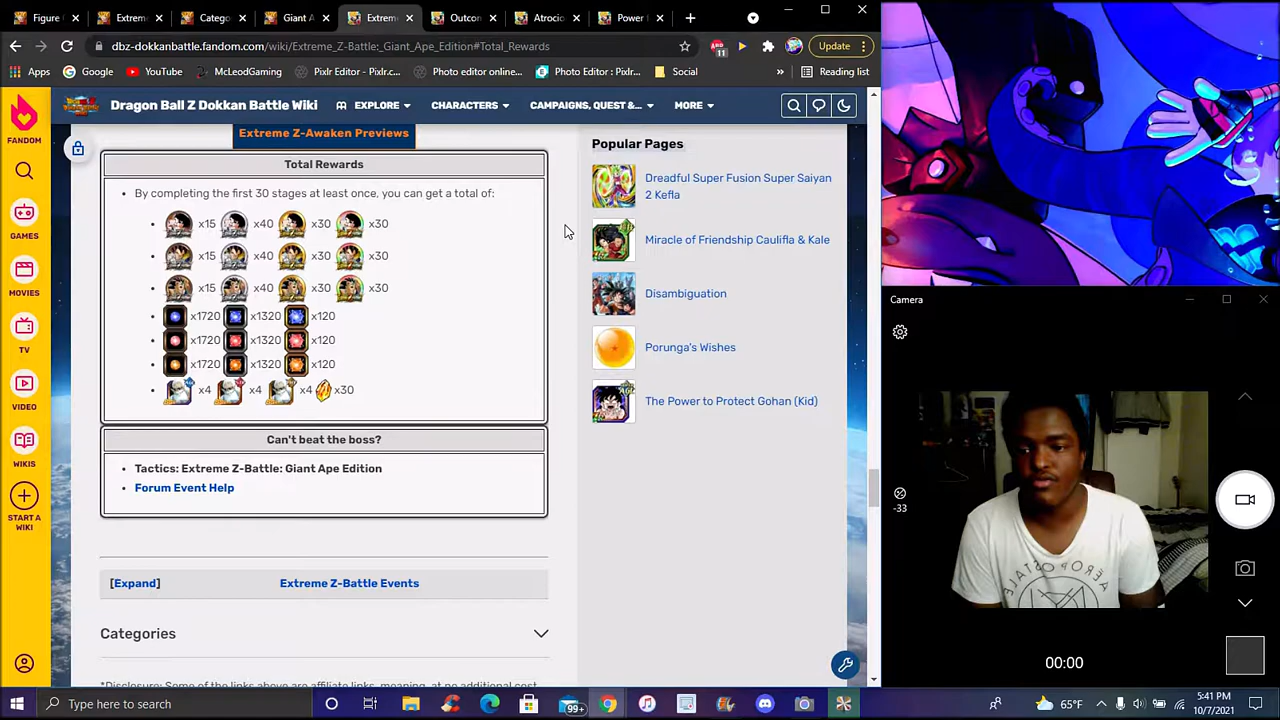 Figure
Extrem
Catego
Giant A
Extrem
Outcon
Atrocio
Power
dbz-dokkanbattle.fandom.com/wiki/Extreme_Z-Battle:_Giant_Ape_Edition#Total_Rewards
11
Update
Apps
Google
YouTube
McLeodGaming
Pixlr Editor - Pixlr.c...
Photo editor online...
Photo Editor : Pixlr...
Social
»
Reading list
FANDOM
GAMES
MOVIES
TV
VIDEO
WIKIS
START A
WIKI
Dragon Ball Z Dokkan Battle Wiki
EXPLORE
CHARACTERS
CAMPAIGNS, QUEST &...
MORE
Extreme Z-Awaken Previews
Total Rewards
By completing the first 30 stages at least once, you can get a total of:
x15 x40 x30 x30
x15 x40 x30 x30
x15 x40 x30 x30
x1720 x1320 x120
x1720 x1320 x120
x1720 x1320 x120
x4 x4 x4 x30
Can't beat the boss?
Tactics: Extreme Z-Battle: Giant Ape Edition
Forum Event Help
[Expand]
Extreme Z-Battle Events
Categories
Popular Pages
Dreadful Super Fusion Super Saiyan
2 Kefla
Miracle of Friendship Caulifla & Kale
Disambiguation
Porunga's Wishes
The Power to Protect Gohan (Kid)
Camera
-33
00:00
Type here to search
99+
65°F
5:41 PM
10/7/2021